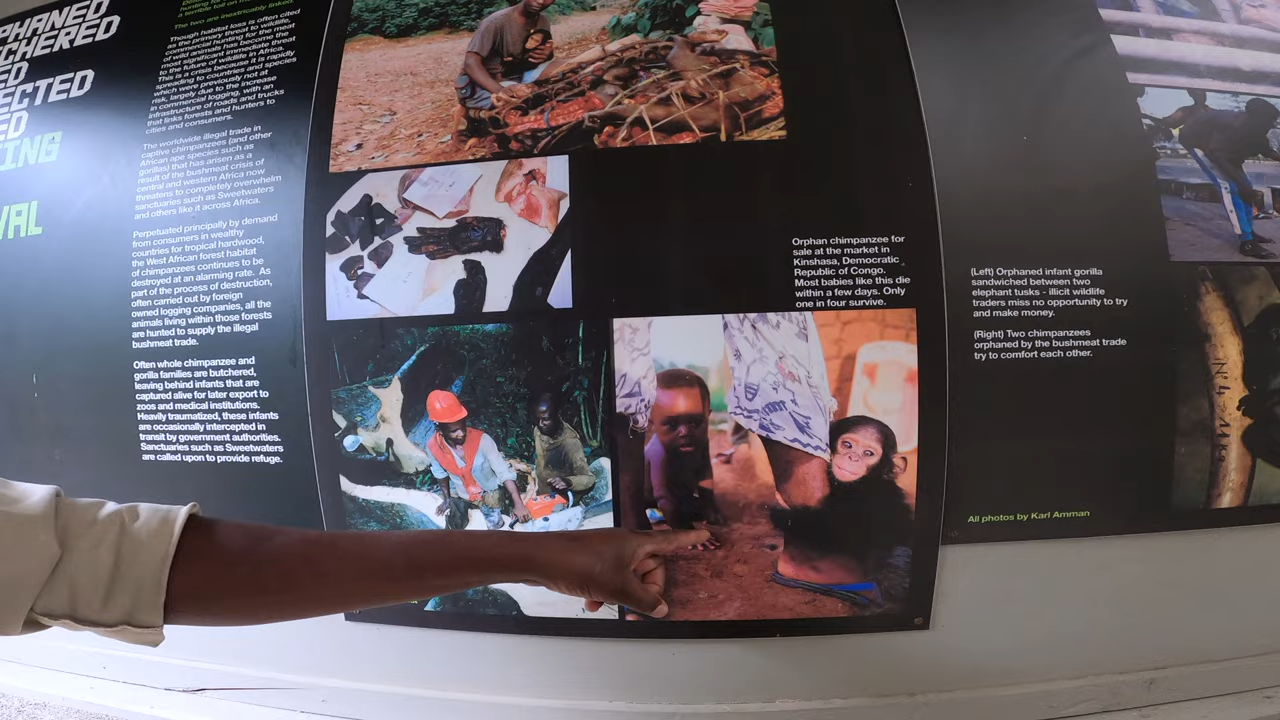 PHANED
CHERED
ED
ECTED
ED
ING
VAL
hunting for
a terrible toll on
The two are inextricably linked.
Though habitat loss is often cited
as the primary threat to wildlife,
commercial hunting for the meat
of wild animals has become the
most significant immediate threat
to the future of wildlife in Africa.
This is a crisis because it is rapidly
spreading to countries and species
which were previously not at
risk, largely due to the increase
in commercial logging, with an
infrastructure of roads and trucks
that links forests and hunters to
cities and consumers.
The worldwide illegal trade in
captive chimpanzees (and other
African ape species such as
gorillas) that has arisen as a
result of the bushmeat crisis of
central and western Africa now
threatens to completely overwhelm
sanctuaries such as Sweetwaters
and others like it across Africa.
Perpetuated principally by demand
from consumers in wealthy
countries for tropical hardwood,
the West African forest habitat
of chimpanzees continues to be
destroyed at an alarming rate. As
part of the process of destruction,
often carried out by foreign
owned logging companies, all the
animals living within those forests
are hunted to supply the illegal
bushmeat trade.
Often whole chimpanzee and
gorilla families are butchered,
leaving behind infants that are
captured alive for later export to
zoos and medical institutions.
Heavily traumatized, these infants
are occasionally intercepted in
transit by government authorities.
Sanctuaries such as Sweetwaters
are called upon to provide refuge.
Orphan chimpanzee for
sale at the market in
Kinshasa, Democratic
Republic of Congo.
Most babies like this die
within a few days. Only
one in four survive.
(Left) Orphaned infant gorilla
sandwiched between two
elephant tusks - illicit wildlife
traders miss no opportunity to try
and make money.
(Right) Two chimpanzees
orphaned by the bushmeat trade
try to comfort each other.
All photos by Karl Amman